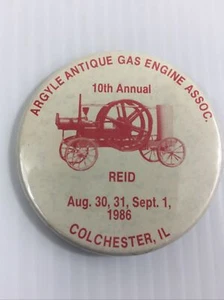 ARGYLE ANTIQUE GAS ENGINE ASSOC.
10th Annual
REID
Aug. 30, 31, Sept. 1,
1986
COLCHESTER, IL